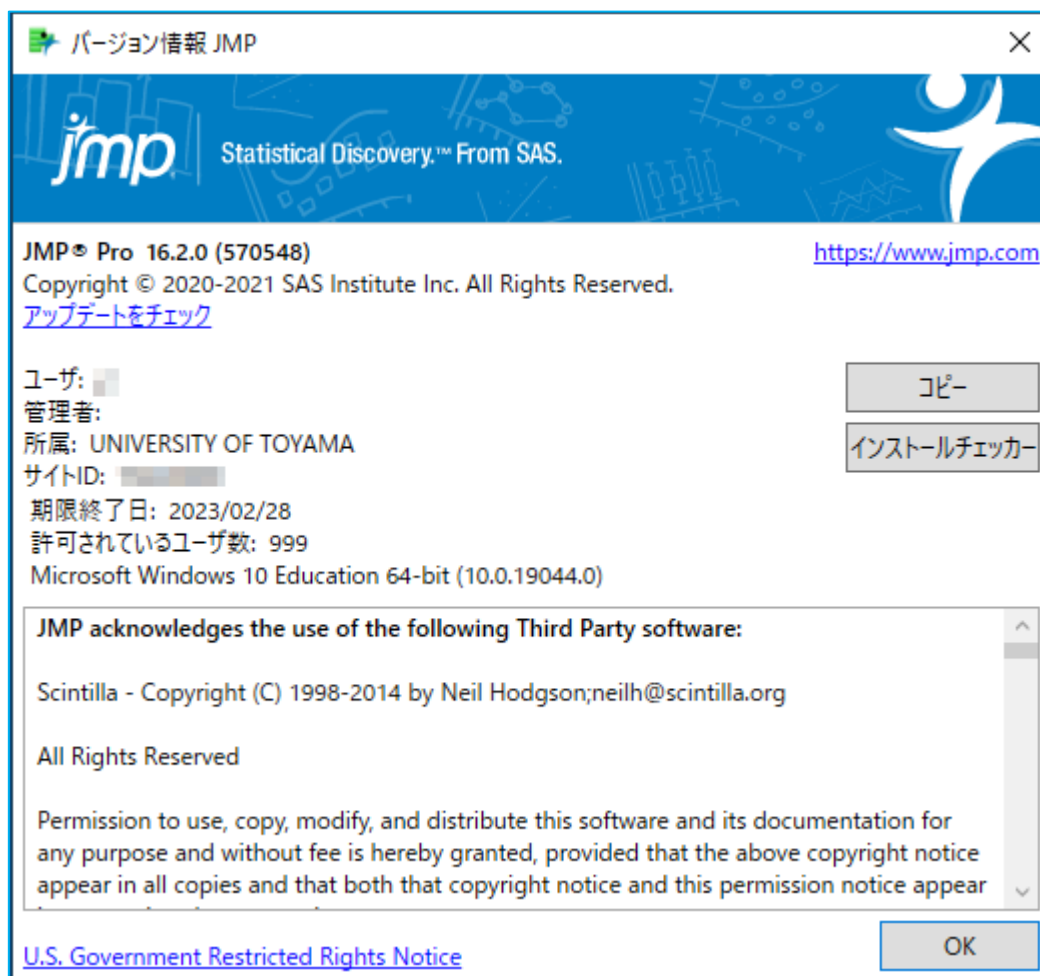 バージョン情報 JMP
jmp
Statistical Discovery.™ From SAS.
JMP® Pro 16.2.0 (570548)
https://www.jmp.com
Copyright © 2020-2021 SAS Institute Inc. All Rights Reserved.
アップデートをチェック
ユーザ:
コピー
管理者:
所属: UNIVERSITY OF TOYAMA
インストールチェッカー
サイトID:
期限終了日: 2023/02/28
許可されているユーザ数: 999
Microsoft Windows 10 Education 64-bit (10.0.19044.0)
JMP acknowledges the use of the following Third Party software:
Scintilla - Copyright (C) 1998-2014 by Neil Hodgson;neilh@scintilla.org
All Rights Reserved
Permission to use, copy, modify, and distribute this software and its documentation for
any purpose and without fee is hereby granted, provided that the above copyright notice
appear in all copies and that both that copyright notice and this permission notice appear
U.S. Government Restricted Rights Notice
OK